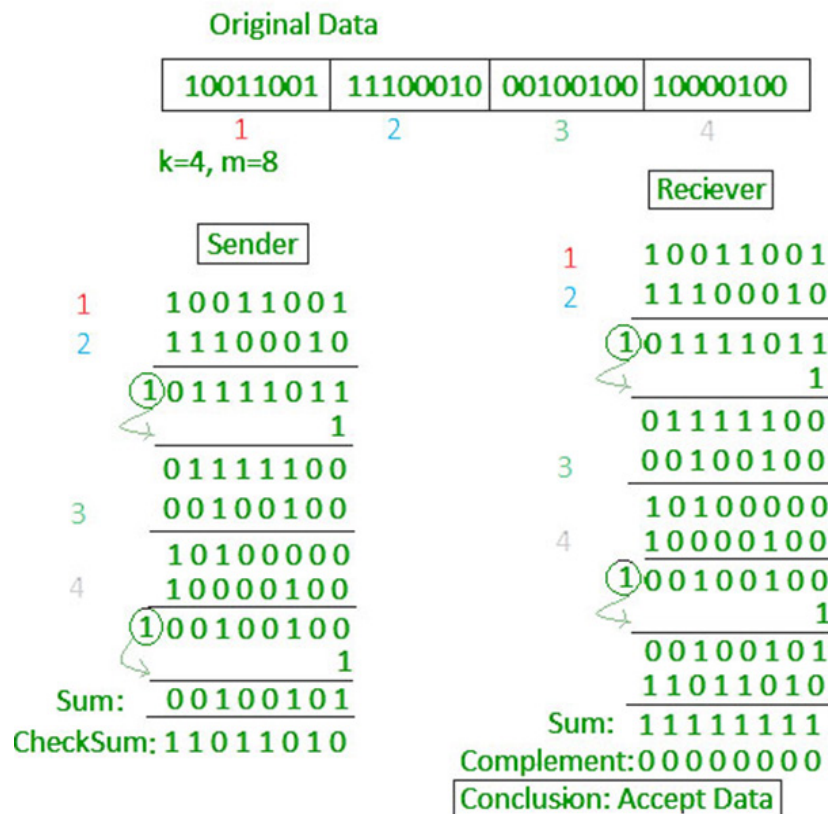 Original Data
10011001 11100010 00100100 10000100
1 2 3 4
k=4, m=8
Sender
1 10011001
2 11100010
1 01111011
1
01111100
3 00100100
10100000
4 10000100
1 00100100
1
Sum: 00100101
CheckSum: 11011010
Reciever
1 10011001
2 11100010
1 01111011
1
01111100
3 00100100
10100000
4 10000100
1 00100100
1
00100101
11011010
Sum: 11111111
Complement: 00000000
Conclusion: Accept Data